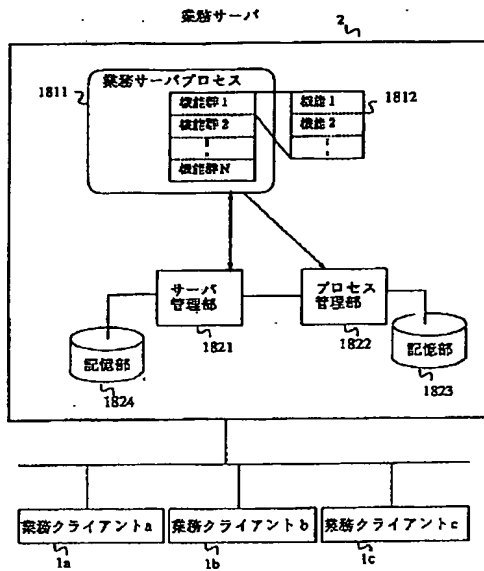 業務サーバ
2
業務サーバプロセス
1811
機能群1
機能群2
機能群N
機能1
機能2
1812
サーバ
管理部
プロセス
管理部
1821
1822
記憶部
1824
記憶部
1823
業務クライアントa
業務クライアントb
業務クライアントc
1a
1b
1c